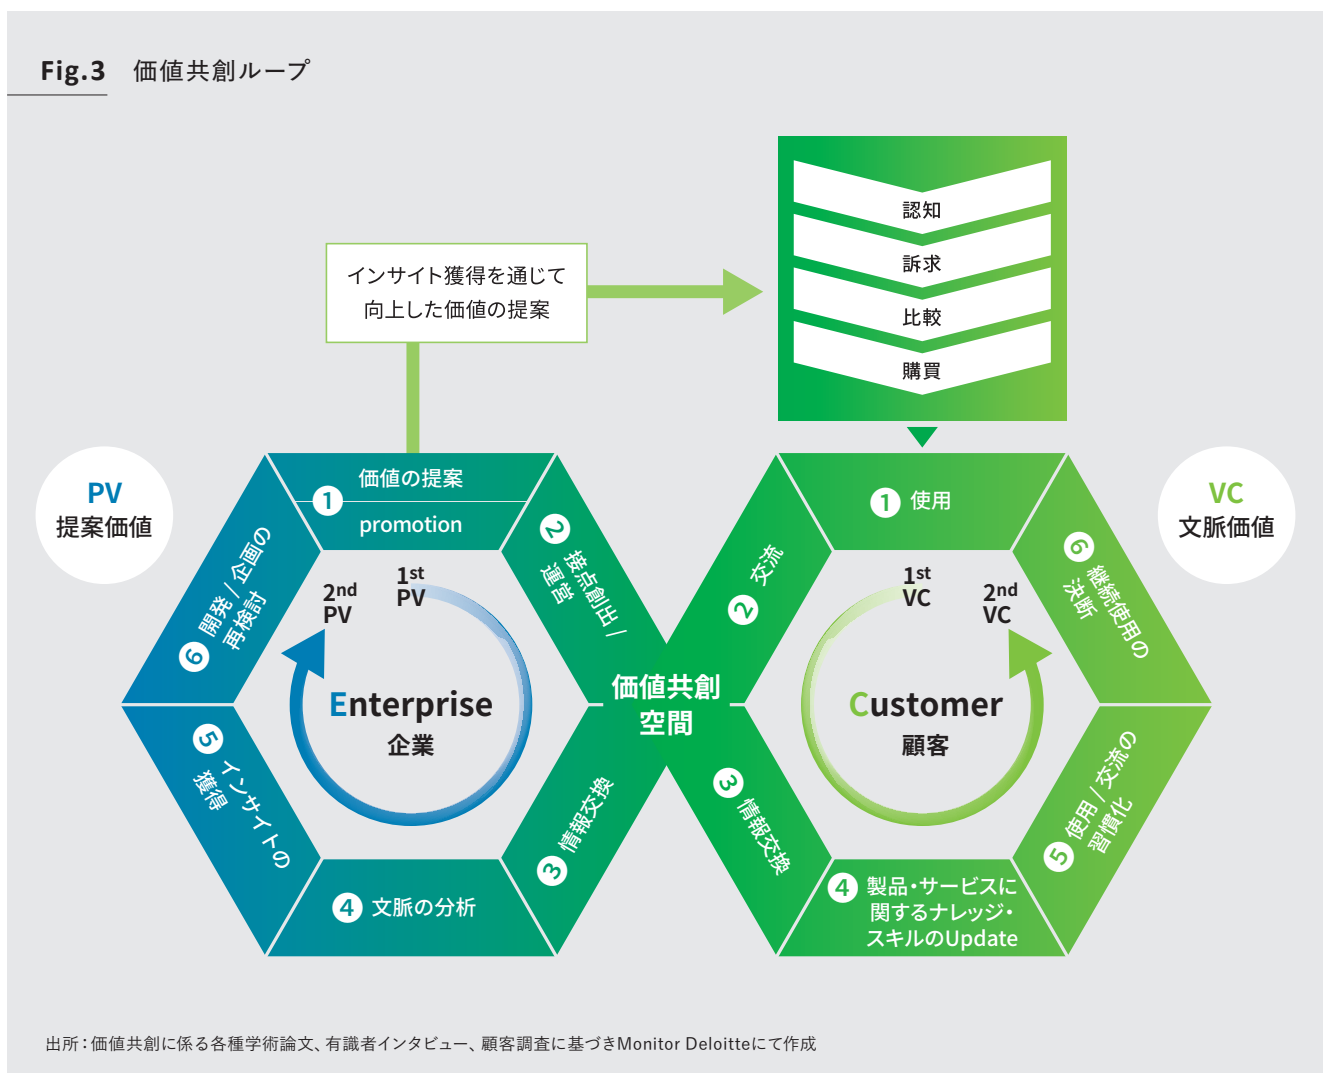 Fig.3 価値共創ループ
認知
訴求
比較
購買
インサイト獲得を通じて
向上した価値の提案
PV
提案価値
VC
文脈価値
1 価値の提案
promotion
2 接点創出 /
運営
3 情報交換
4 文脈の分析
5 インサイトの
獲得
6 開発 / 企画の
再検討
1st
PV
2nd
PV
Enterprise
企業
価値共創
空間
1 使用
2 交流
3 情報交換
4 製品・サービスに
関するナレッジ・
スキルのUpdate
5 使用 / 交流の
習慣化
6 継続使用の
決断
1st
VC
2nd
VC
Customer
顧客
出所：価値共創に係る各種学術論文、有識者インタビュー、顧客調査に基づきMonitor Deloitteにて作成